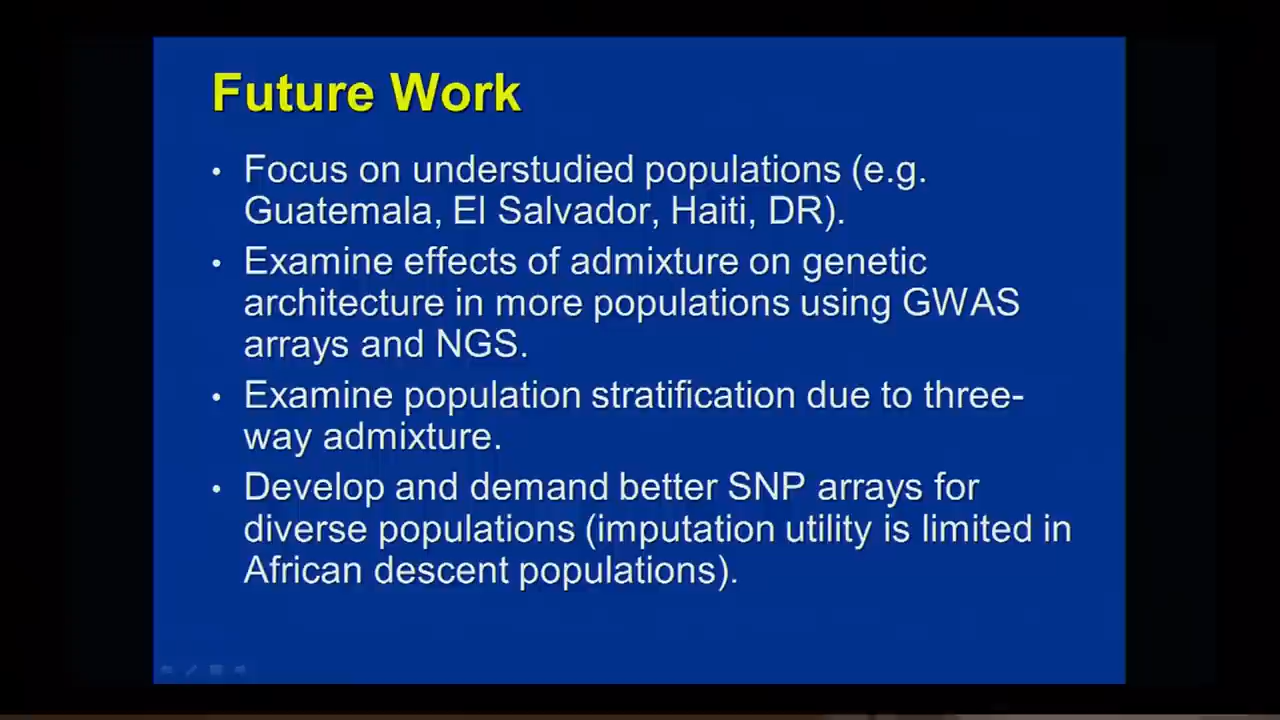 Future Work
• Focus on understudied populations (e.g.
Guatemala, El Salvador, Haiti, DR).
• Examine effects of admixture on genetic
architecture in more populations using GWAS
arrays and NGS.
• Examine population stratification due to three-
way admixture.
• Develop and demand better SNP arrays for
diverse populations (imputation utility is limited in
African descent populations).